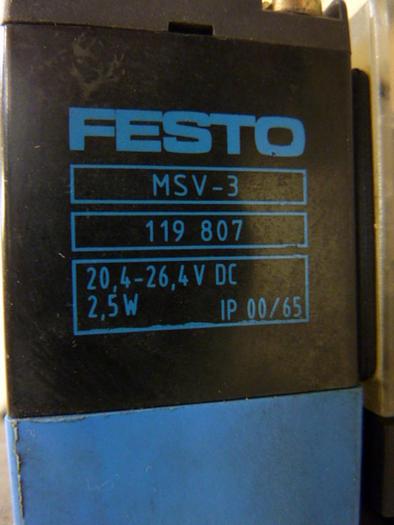 FESTO
MSV-3
119 807
20,4-26,4V DC
2,5W IP 00/65